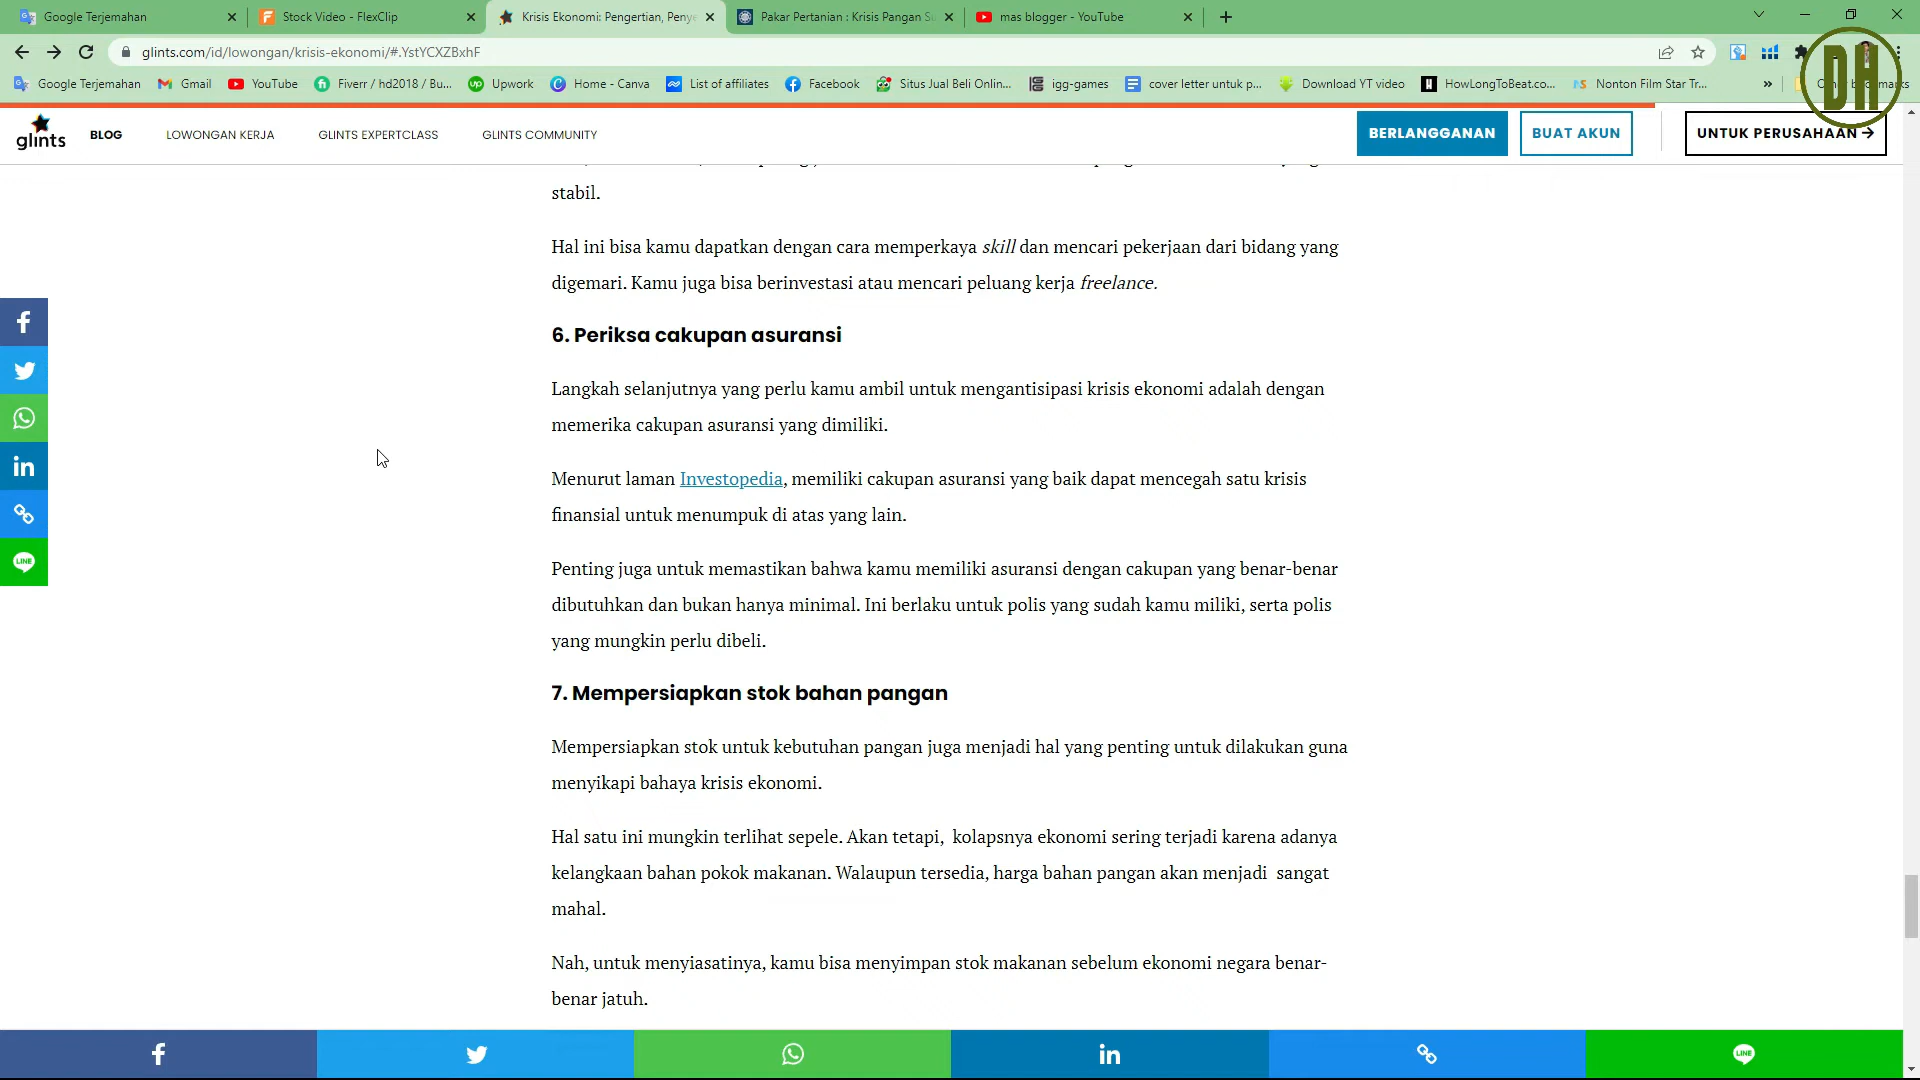 Google Terjemahan
Stock Video - FlexClip
Krisis Ekonomi: Pengertian, Penye
Pakar Pertanian : Krisis Pangan Su
mas blogger - YouTube
glints.com/id/lowongan/krisis-ekonomi/#.YstYCXZBxhF
Google Terjemahan
Gmail
YouTube
Fiverr / hd2018 / Bu...
Upwork
Home - Canva
List of affiliates
Facebook
Situs Jual Beli Onlin...
igg-games
cover letter untuk p...
Download YT video
HowLongToBeat.co...
Nonton Film Star Tr...
»
DH
glints
BLOG
LOWONGAN KERJA
GLINTS EXPERTCLASS
GLINTS COMMUNITY
BERLANGGANAN
BUAT AKUN
UNTUK PERUSAHAAN →
stabil.
Hal ini bisa kamu dapatkan dengan cara memperkaya skill dan mencari pekerjaan dari bidang yang
digemari. Kamu juga bisa berinvestasi atau mencari peluang kerja freelance.
6. Periksa cakupan asuransi
Langkah selanjutnya yang perlu kamu ambil untuk mengantisipasi krisis ekonomi adalah dengan
memerika cakupan asuransi yang dimiliki.
Menurut laman Investopedia, memiliki cakupan asuransi yang baik dapat mencegah satu krisis
finansial untuk menumpuk di atas yang lain.
Penting juga untuk memastikan bahwa kamu memiliki asuransi dengan cakupan yang benar-benar
dibutuhkan dan bukan hanya minimal. Ini berlaku untuk polis yang sudah kamu miliki, serta polis
yang mungkin perlu dibeli.
7. Mempersiapkan stok bahan pangan
Mempersiapkan stok untuk kebutuhan pangan juga menjadi hal yang penting untuk dilakukan guna
menyikapi bahaya krisis ekonomi.
Hal satu ini mungkin terlihat sepele. Akan tetapi,  kolapsnya ekonomi sering terjadi karena adanya
kelangkaan bahan pokok makanan. Walaupun tersedia, harga bahan pangan akan menjadi  sangat
mahal.
Nah, untuk menyiasatinya, kamu bisa menyimpan stok makanan sebelum ekonomi negara benar-
benar jatuh.
LINE
LINE